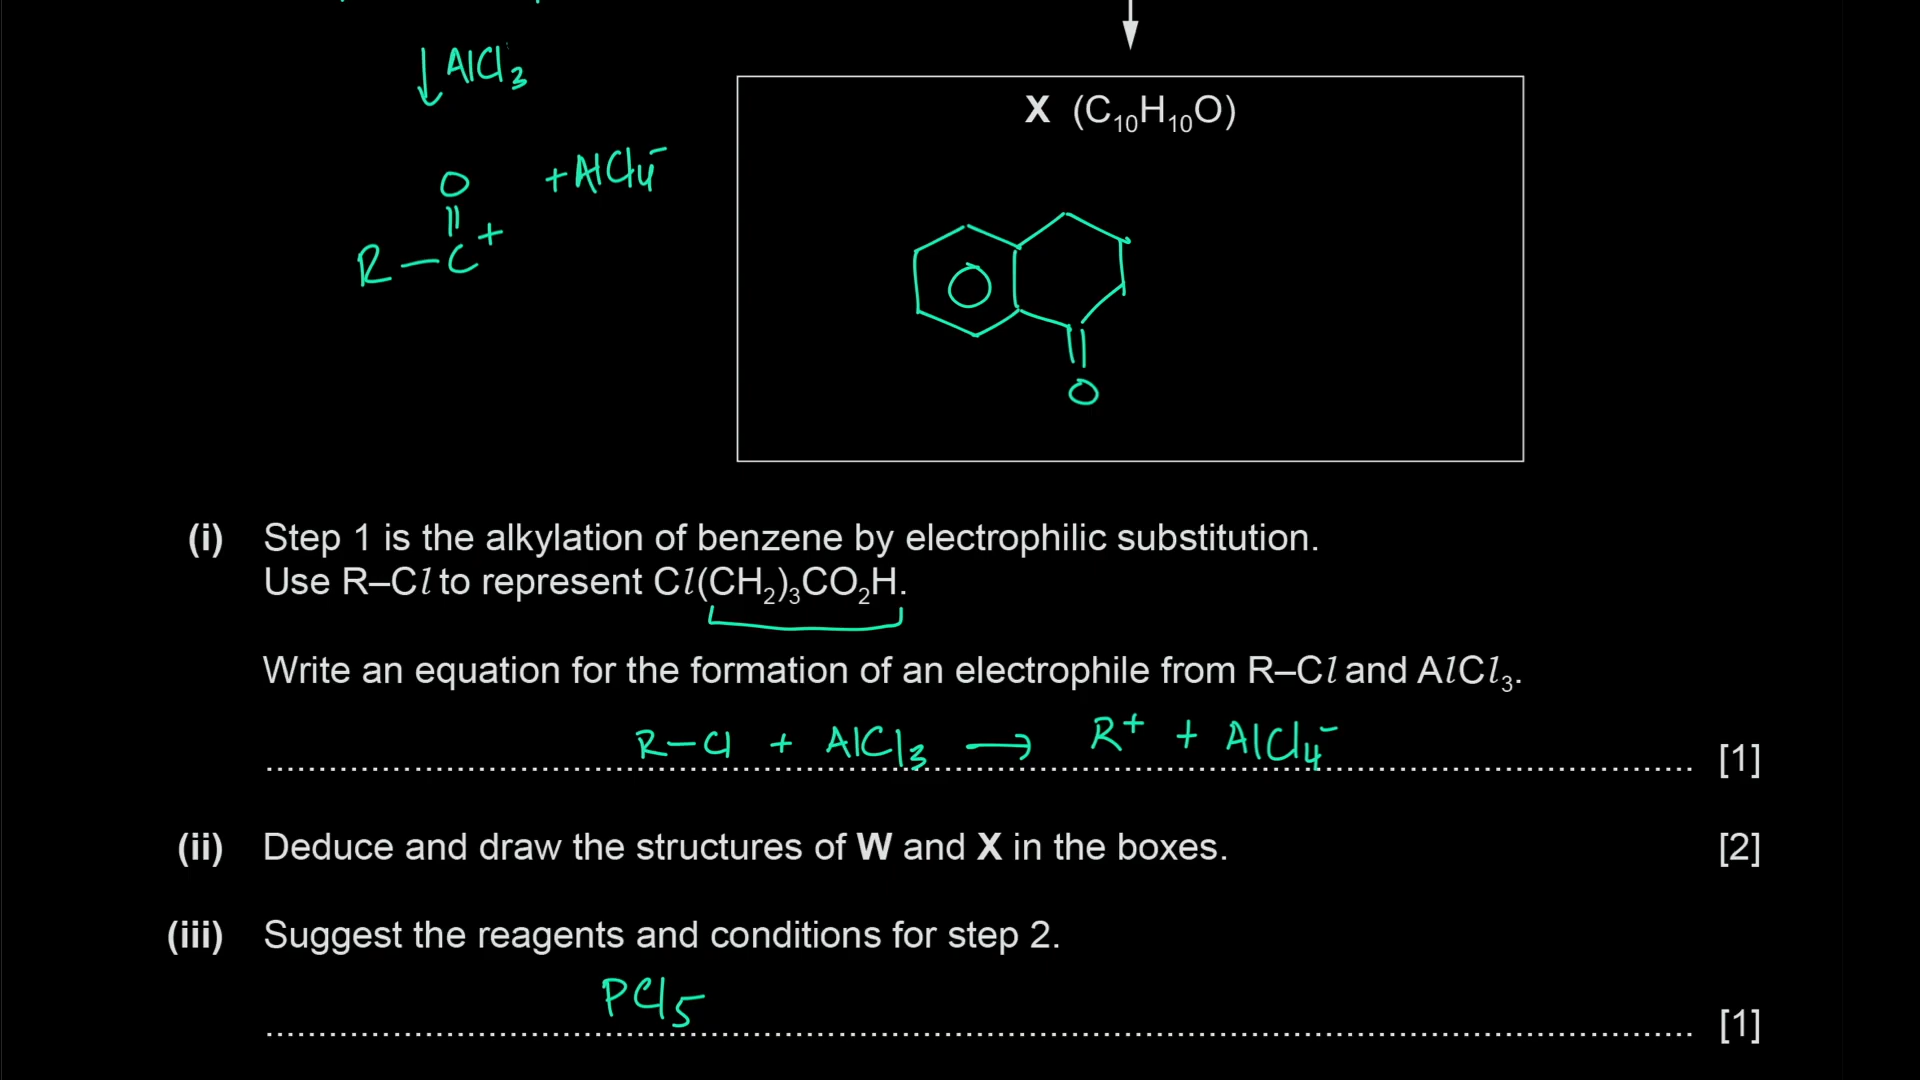 ↓ AlCl₃
X (C₁₀H₁₀O)
O
|| 
R–C⁺ + AlCl₄⁻
O
(i) Step 1 is the alkylation of benzene by electrophilic substitution.
Use R–Cl to represent Cl(CH₂)₃CO₂H.
Write an equation for the formation of an electrophile from R–Cl and AlCl₃.
R–Cl + AlCl₃ → R⁺ + AlCl₄⁻
[1]
(ii) Deduce and draw the structures of W and X in the boxes. [2]
(iii) Suggest the reagents and conditions for step 2.
PCl₅
[1]